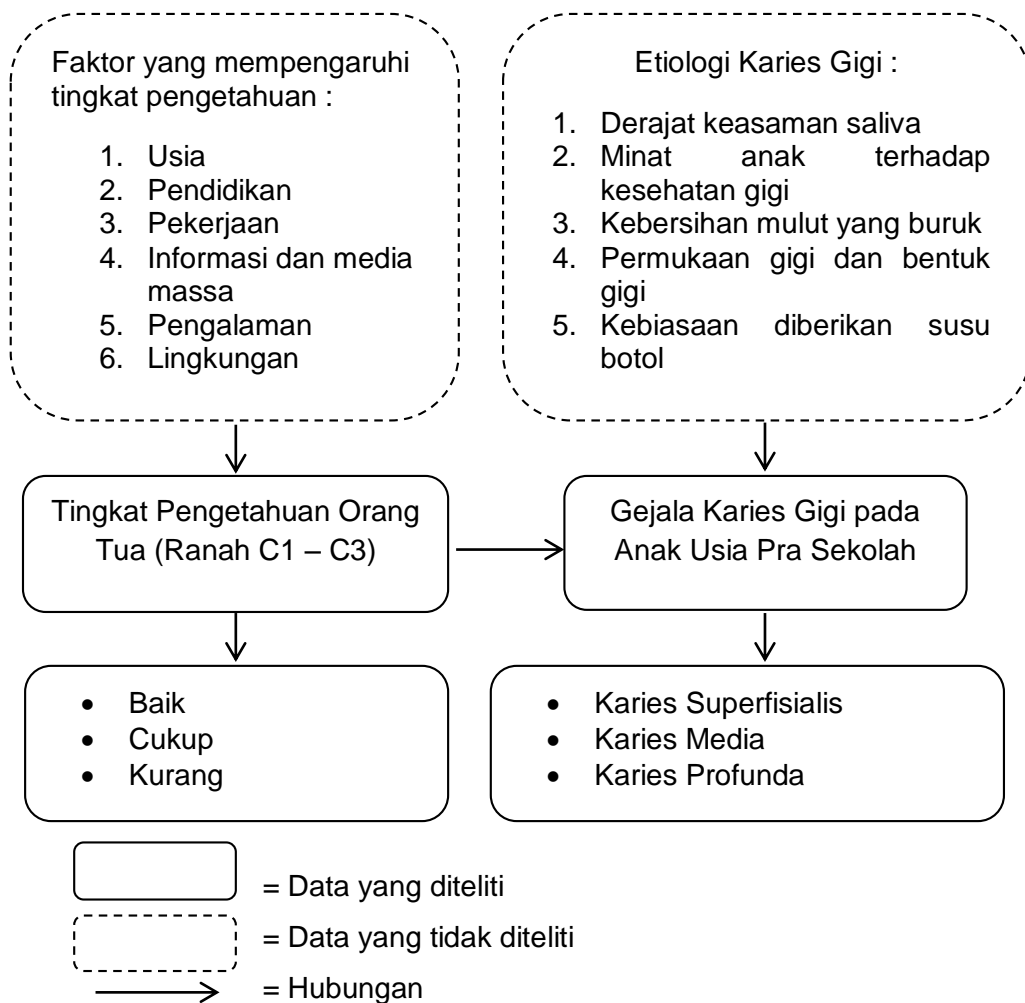 Faktor yang mempengaruhi
tingkat pengetahuan :
1. Usia
2. Pendidikan
3. Pekerjaan
4. Informasi dan media
massa
5. Pengalaman
6. Lingkungan
Etiologi Karies Gigi :
1. Derajat keasaman saliva
2. Minat anak terhadap
kesehatan gigi
3. Kebersihan mulut yang buruk
4. Permukaan gigi dan bentuk
gigi
5. Kebiasaan diberikan susu
botol
Tingkat Pengetahuan Orang
Tua (Ranah C1 – C3)
Gejala Karies Gigi pada
Anak Usia Pra Sekolah
• Baik
• Cukup
• Kurang
• Karies Superfisialis
• Karies Media
• Karies Profunda
= Data yang diteliti
= Data yang tidak diteliti
= Hubungan